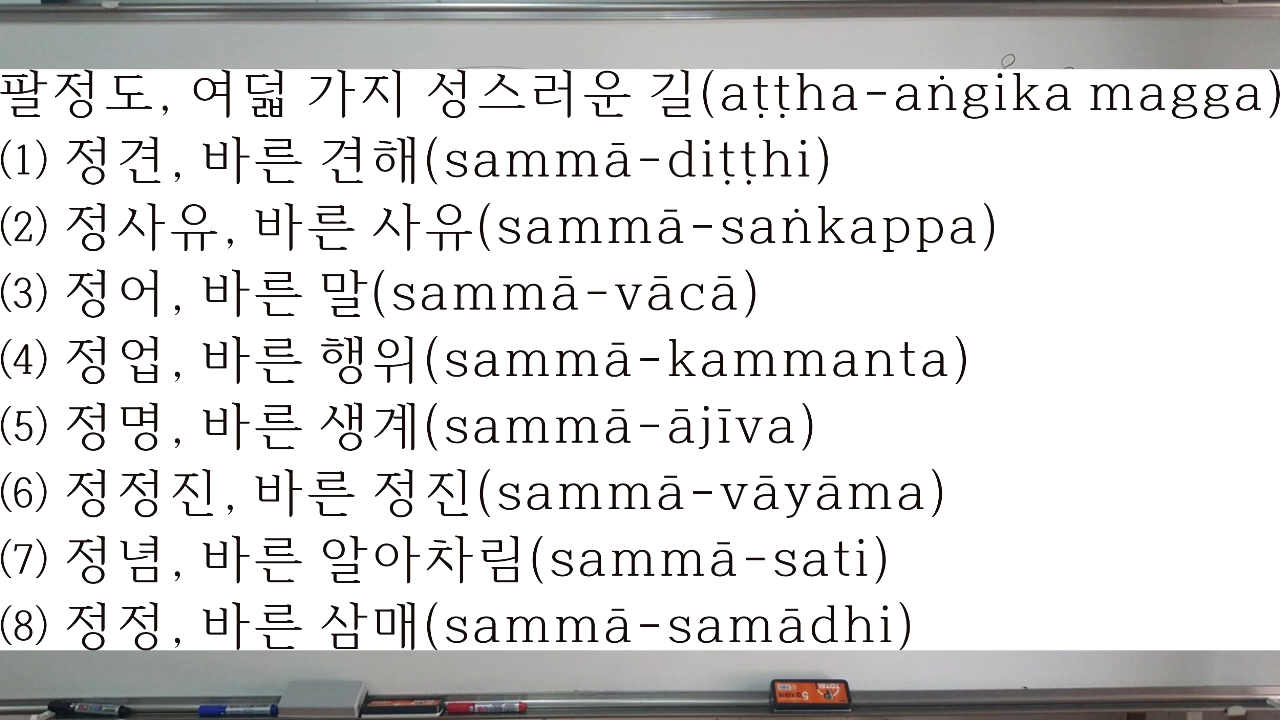 팔정도, 여덟 가지 성스러운 길(aṭṭha-aṅgika magga)
(1) 정견, 바른 견해(sammā-diṭṭhi)
(2) 정사유, 바른 사유(sammā-saṅkappa)
(3) 정어, 바른 말(sammā-vācā)
(4) 정업, 바른 행위(sammā-kammanta)
(5) 정명, 바른 생계(sammā-ājīva)
(6) 정정진, 바른 정진(sammā-vāyāma)
(7) 정념, 바른 알아차림(sammā-sati)
(8) 정정, 바른 삼매(sammā-samādhi)